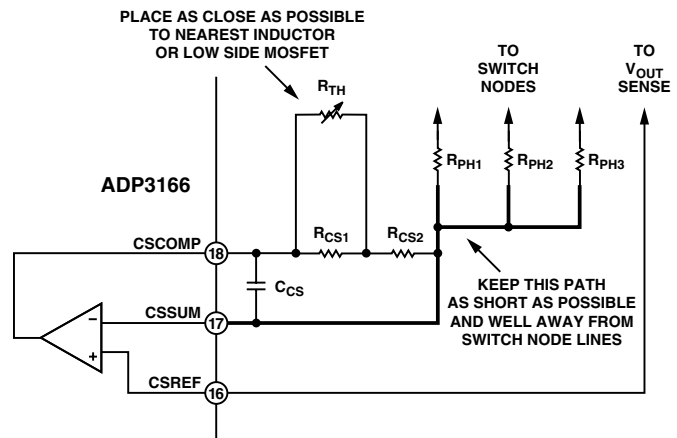 PLACE AS CLOSE AS POSSIBLE
TO NEAREST INDUCTOR
OR LOW SIDE MOSFET
TO
SWITCH
NODES
TO
VOUT
SENSE
RTH
RPH1
RPH2
RPH3
ADP3166
RCS1
RCS2
CSCOMP
18
CCS
KEEP THIS PATH
AS SHORT AS POSSIBLE
AND WELL AWAY FROM
SWITCH NODE LINES
CSSUM
17
–
+
CSREF
16